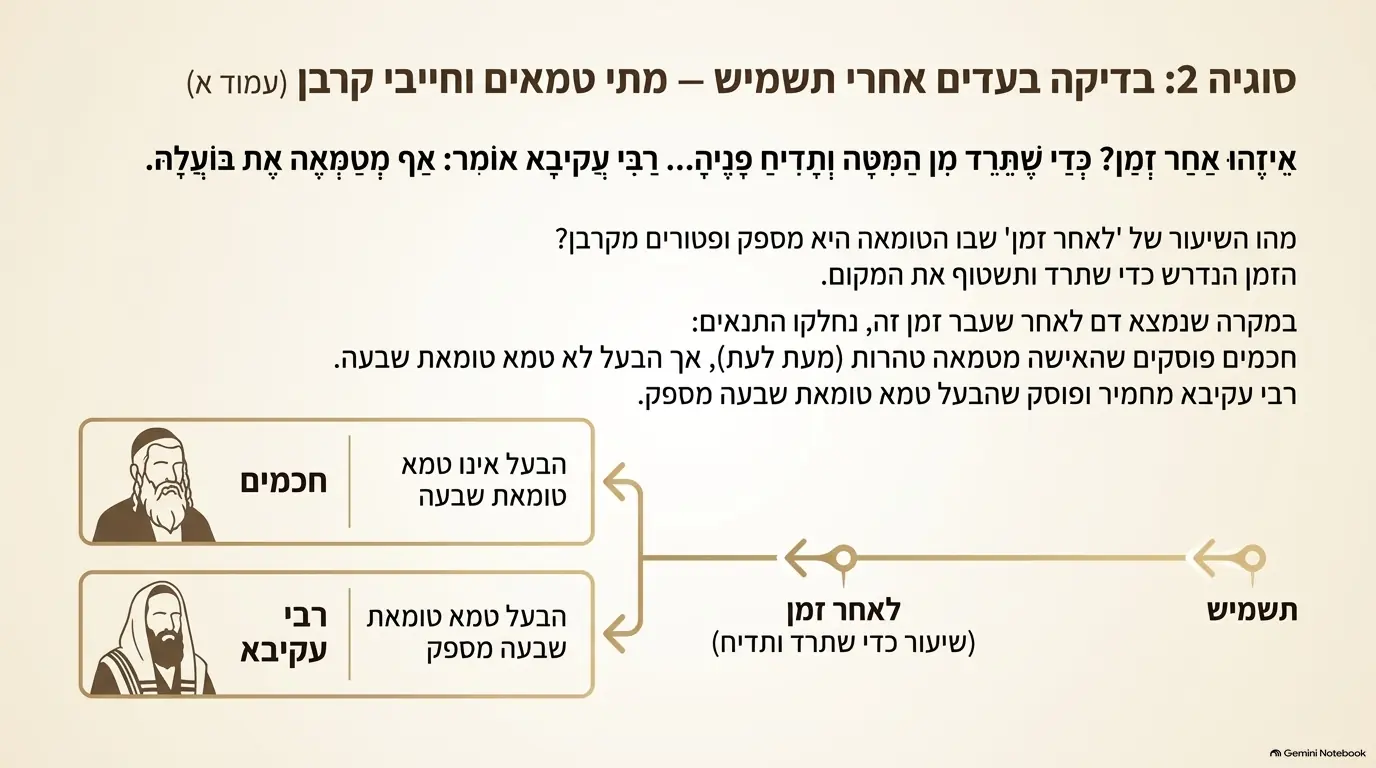 סוגיה 2: בדיקה בעדים אחרי תשמיש – מתי טמאים וחייבי קרבן (עמוד א)
אֵיזֶהוּ אַחַר זְמַן? כְּדַי שֶׁתֵּרֵד מִן הַמִּטָּה וְתָדִיחַ פָּנֶיהָ... רַבִּי עֲקִיבָא אוֹמִר: אַף מְטַמְּאָה אֶת בּוֹעֲלָהּ.
מהו השיעור של 'לאחר זמן' שבו הטומאה היא מספק ופטורים מקרבן?
הזמן הנדרש כדי שתרד ותשטוף את המקום.
במקרה שנמצא דם לאחר שעבר זמן זה, נחלקו התנאים:
חכמים פוסקים שהאישה מטמאה טהרות (מעת לעת), אך הבעל לא טמא טומאת שבעה.
רבי עקיבא מחמיר ופוסק שהבעל טמא טומאת שבעה מספק.
תשמיש
לאחר זמן
(שיעור כדי שתרד ותדיח)
הבעל אינו טמא
טומאת שבעה
חכמים
הבעל טמא טומאת
שבעה מספק
רבי
עקיבא
Gemini Notebook